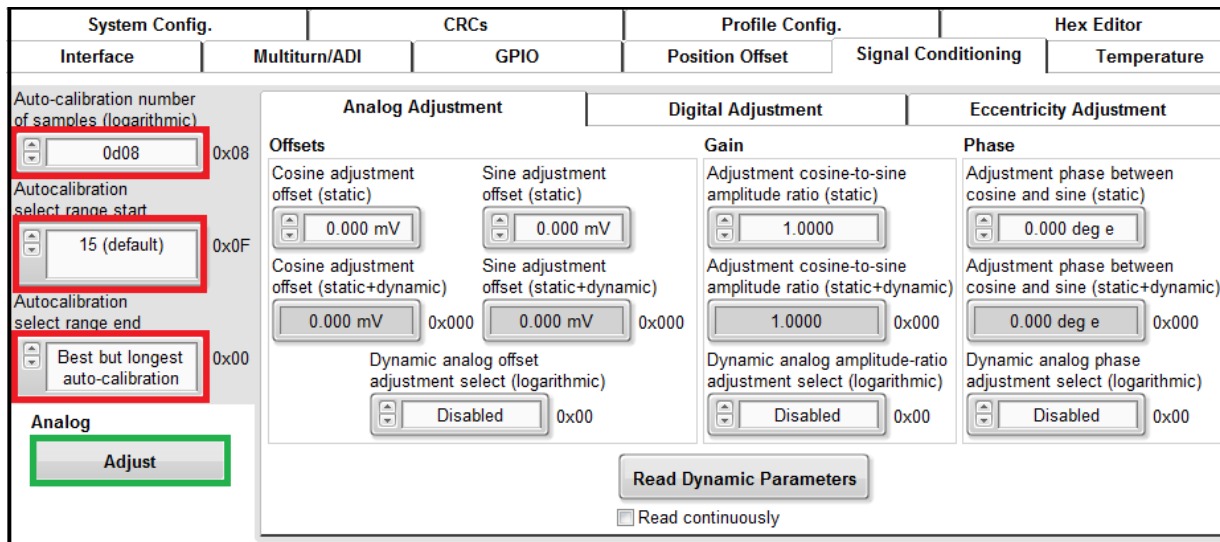 System Config.
CRCs
Profile Config.
Hex Editor
Interface
Multiturn/ADI
GPIO
Position Offset
Signal Conditioning
Temperature
Auto-calibration number
of samples (logarithmic)
0d08
0x08
Autocalibration
select range start
15 (default)
0x0F
Autocalibration
select range end
Best but longest
auto-calibration
0x00
Analog
Adjust
Analog Adjustment
Digital Adjustment
Eccentricity Adjustment
Offsets
Cosine adjustment
offset (static)
0.000 mV
Sine adjustment
offset (static)
0.000 mV
Cosine adjustment
offset (static+dynamic)
0.000 mV
0x000
Sine adjustment
offset (static+dynamic)
0.000 mV
0x000
Dynamic analog offset
adjustment select (logarithmic)
Disabled
0x00
Gain
Adjustment cosine-to-sine
amplitude ratio (static)
1.0000
Adjustment cosine-to-sine
amplitude ratio (static+dynamic)
1.0000
0x000
Dynamic analog amplitude-ratio
adjustment select (logarithmic)
Disabled
0x00
Phase
Adjustment phase between
cosine and sine (static)
0.000 deg e
Adjustment phase between
cosine and sine (static+dynamic)
0.000 deg e
0x000
Dynamic analog phase
adjustment select (logarithmic)
Disabled
0x00
Read Dynamic Parameters
Read continuously